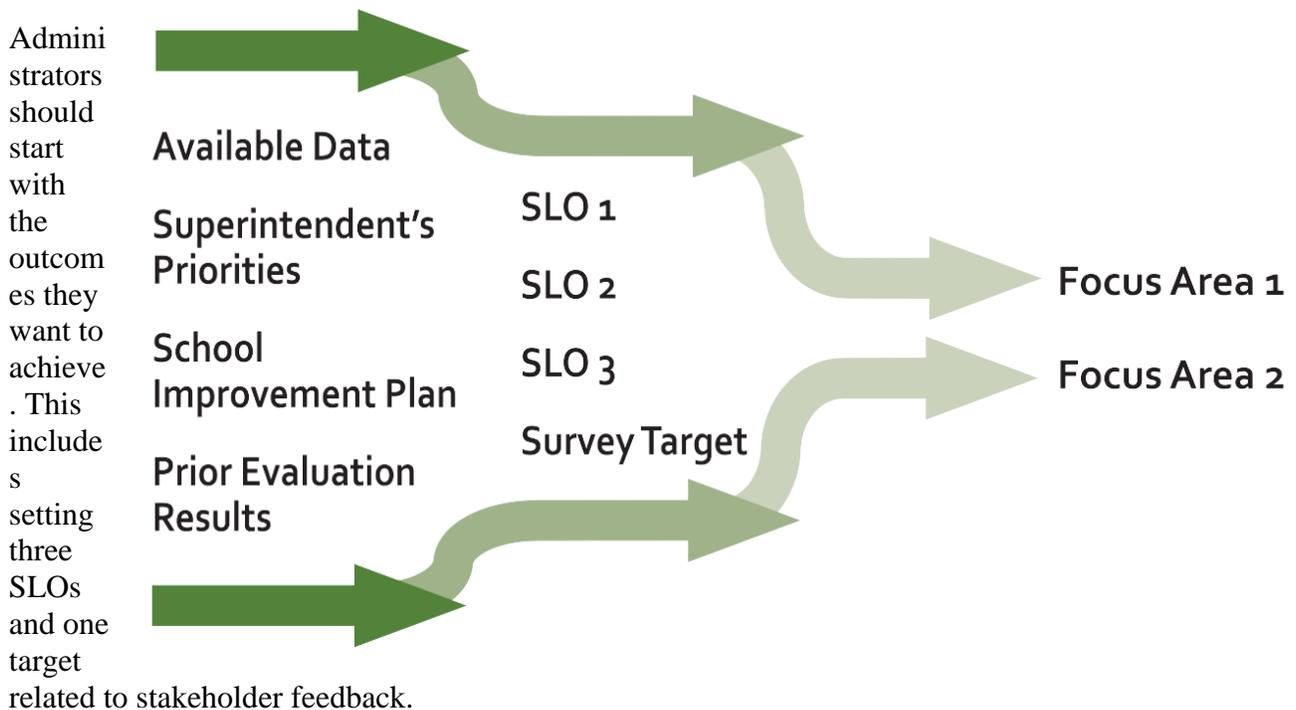 Admini
strators
should
start
with
the
outcom
es they
want to
achieve
. This
include
s
setting
three
SLOs
and one
target
related to stakeholder feedback.
Available Data
Superintendent’s
Priorities
School
Improvement Plan
Prior Evaluation
Results
SLO 1
SLO 2
SLO 3
Survey Target
Focus Area 1
Focus Area 2